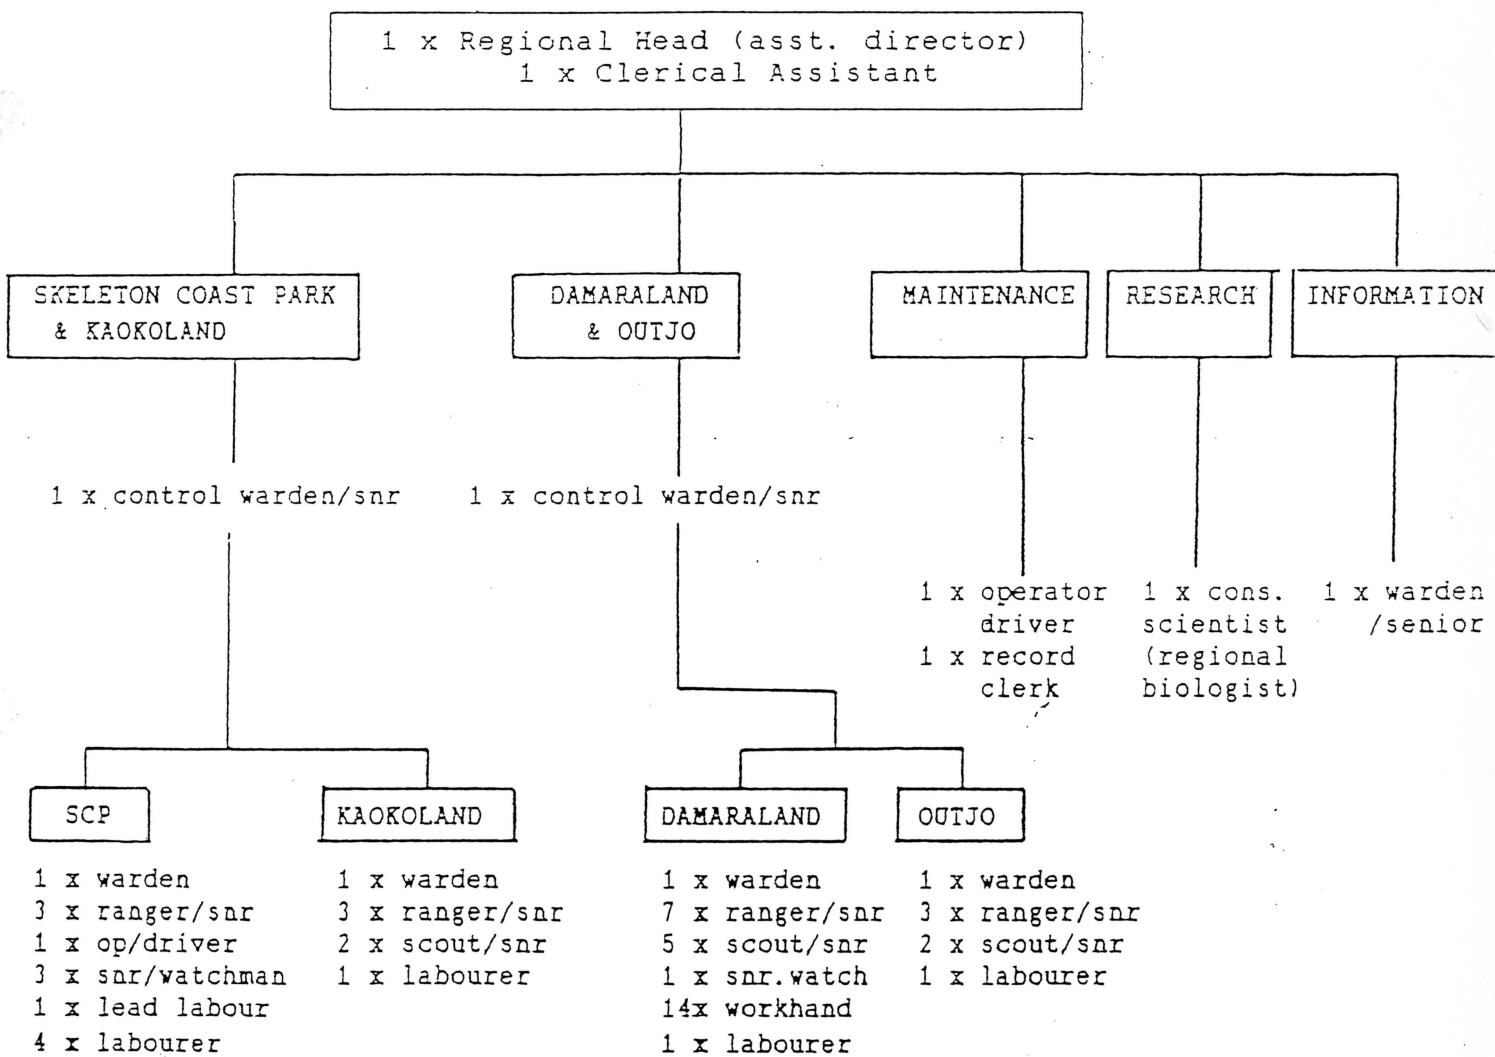 1 x Regional Head (asst. director)
1 x Clerical Assistant
SKELETON COAST PARK
& KAOKOLAND
DAMARALAND
& OUTJO
MAINTENANCE
RESEARCH
INFORMATION
1 x control warden/snr
1 x control warden/snr
1 x operator
driver
1 x record
clerk
1 x cons.
scientist
(regional
biologist)
1 x warden
/senior
SCP
1 x warden
3 x ranger/snr
1 x op/driver
3 x snr/watchman
1 x lead labour
4 x labourer
KAOKOLAND
1 x warden
3 x ranger/snr
2 x scout/snr
1 x labourer
DAMARALAND
1 x warden
7 x ranger/snr
5 x scout/snr
1 x snr.watch
14x workhand
1 x labourer
OUTJO
1 x warden
3 x ranger/snr
2 x scout/snr
1 x labourer